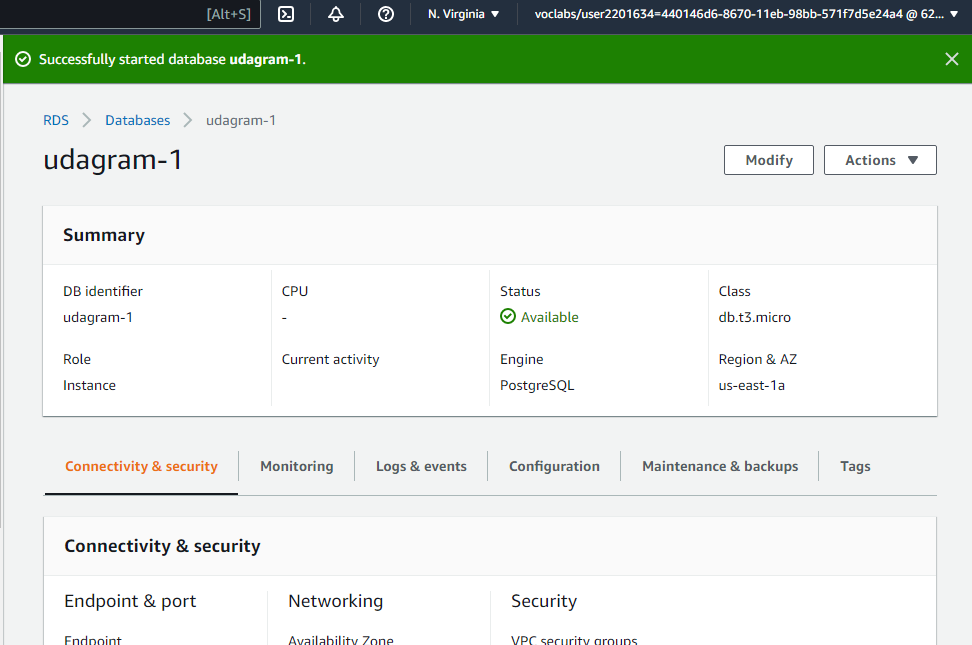 [Alt+S] N. Virginia ▼ voclabs/user2201634=440146d6-8670-11eb-98bb-571f7d5e24a4 @ 62... ▼
Successfully started database udagram-1.
RDS > Databases > udagram-1
udagram-1
Modify Actions ▼
Summary
DB identifier CPU Status Class
udagram-1 - Available db.t3.micro
Role Current activity Engine Region & AZ
Instance PostgreSQL us-east-1a
Connectivity & security Monitoring Logs & events Configuration Maintenance & backups Tags
Connectivity & security
Endpoint & port Networking Security
Endpoint Availability Zone VPC security groups